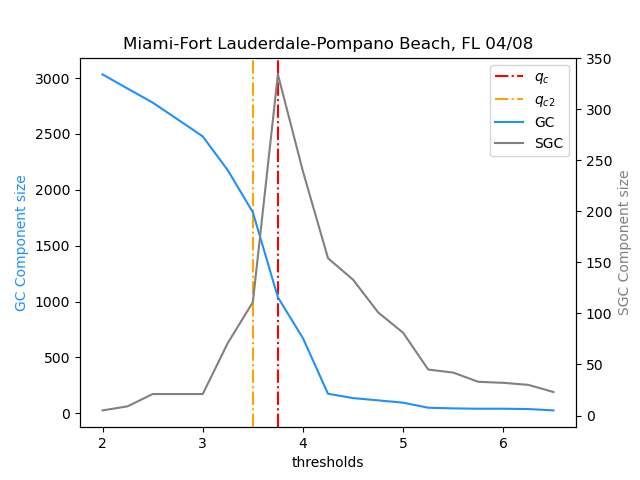 Miami-Fort Lauderdale-Pompano Beach, FL 04/08
3000
2500
2000
1500
1000
500
0
GC Component size
350
300
250
200
150
100
50
0
SGC Component size
q_c
q_c2
GC
SGC
2 3 4 5 6
thresholds